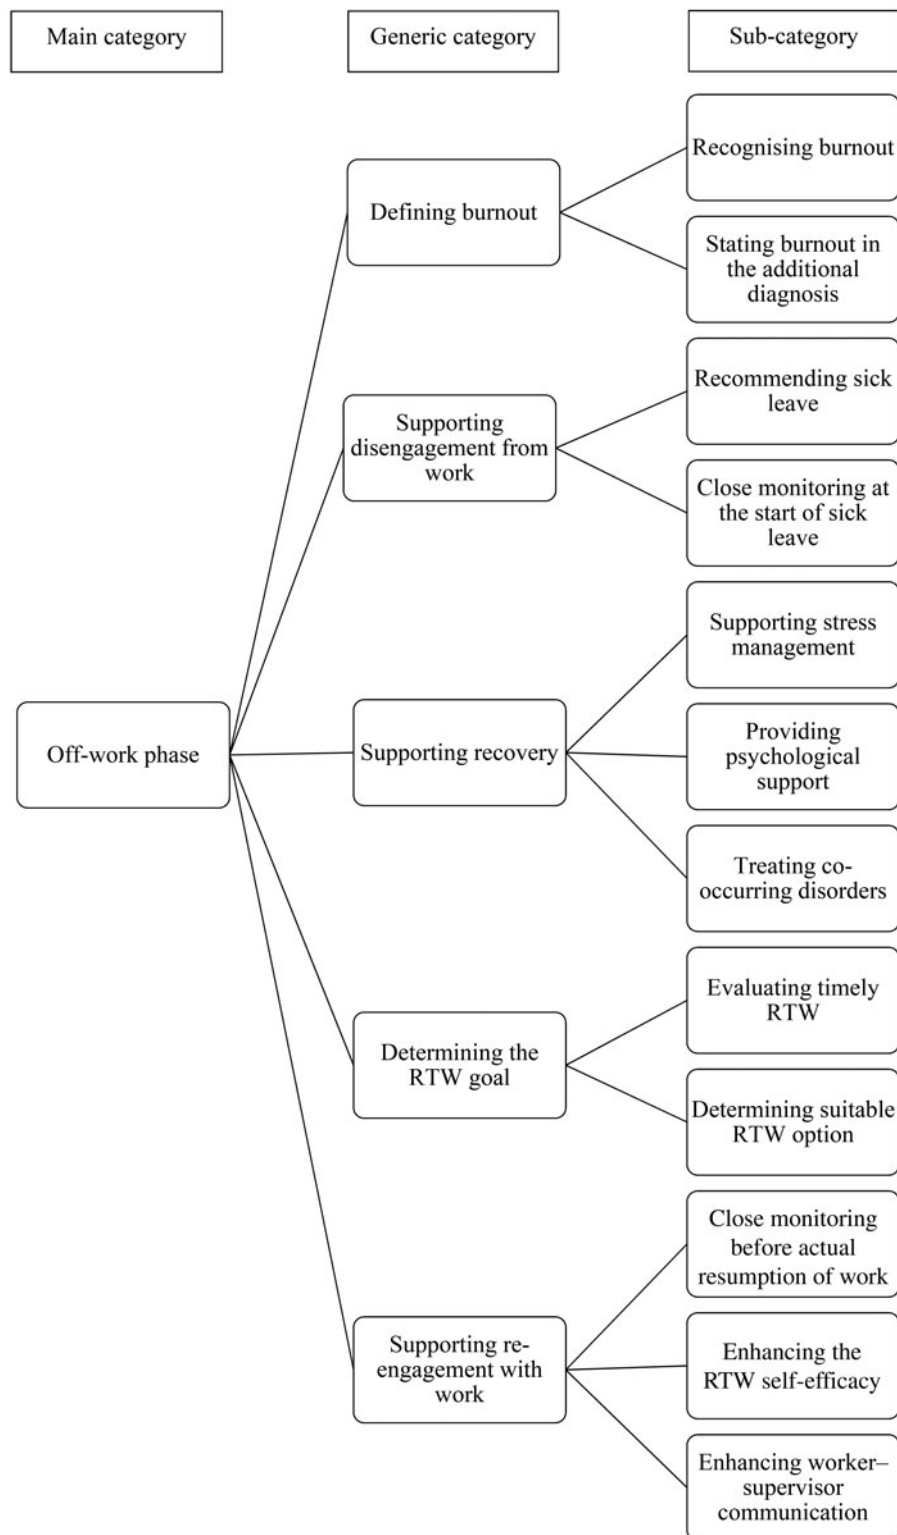 Main category
Generic category
Sub-category
Recognising burnout
Defining burnout
Stating burnout in
the additional
diagnosis
Recommending sick
leave
Supporting
disengagement from
work
Close monitoring at
the start of sick
leave
Supporting stress
management
Off-work phase
Supporting recovery
Providing
psychological
support
Treating co-
occurring disorders
Evaluating timely
RTW
Determining the
RTW goal
Determining suitable
RTW option
Close monitoring
before actual
resumption of work
Supporting re-
engagement with
work
Enhancing the
RTW self-efficacy
Enhancing worker–
supervisor
communication